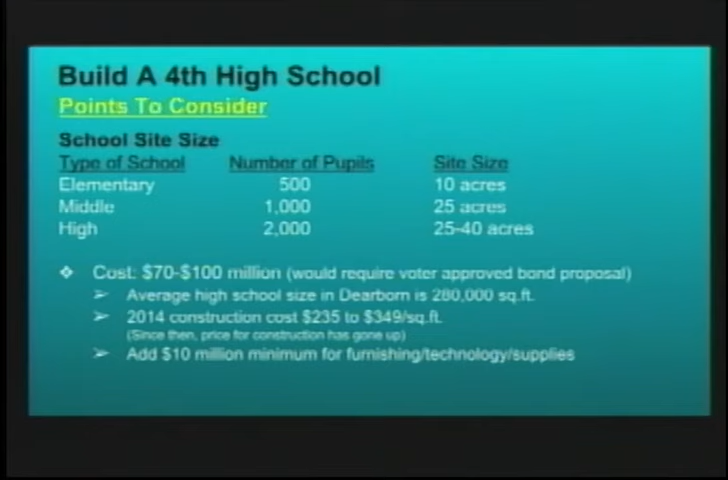 Build A 4th High School
Points To Consider
School Site Size
Type of School Number of Pupils Site Size
Elementary 500 10 acres
Middle 1,000 25 acres
High 2,000 25-40 acres
❖ Cost: $70-$100 million (would require voter approved bond proposal)
➢ Average high school size in Dearborn is 280,000 sq.ft.
➢ 2014 construction cost $235 to $349/sq.ft.
(Since then, price for construction has gone up)
➢ Add $10 million minimum for furnishing/technology/supplies